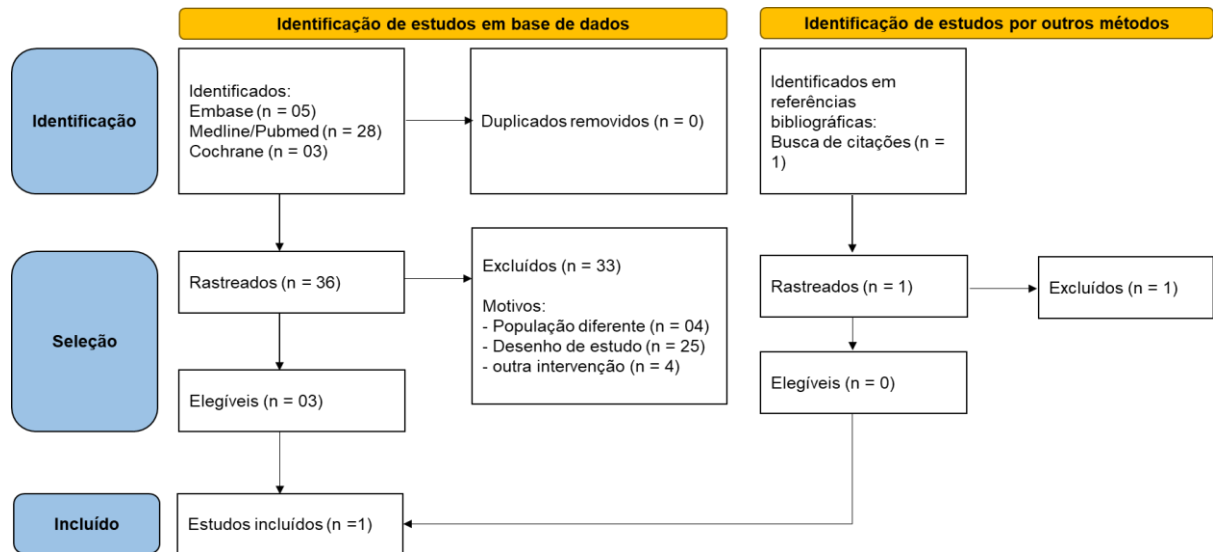 Identificação de estudos em base de dados
Identificação de estudos por outros métodos
Identificação
Identificados:
Embase (n = 05)
Medline/Pubmed (n = 28)
Cochrane (n = 03)
Duplicados removidos (n = 0)
Identificados em
referências
bibliográficas:
Busca de citações (n =
1)
Seleção
Rastreados (n = 36)
Excluídos (n = 33)
Motivos:
- População diferente (n = 04)
- Desenho de estudo (n = 25)
- outra intervenção (n = 4)
Rastreados (n = 1)
Excluídos (n = 1)
Elegíveis (n = 03)
Elegíveis (n = 0)
Incluído
Estudos incluídos (n =1)